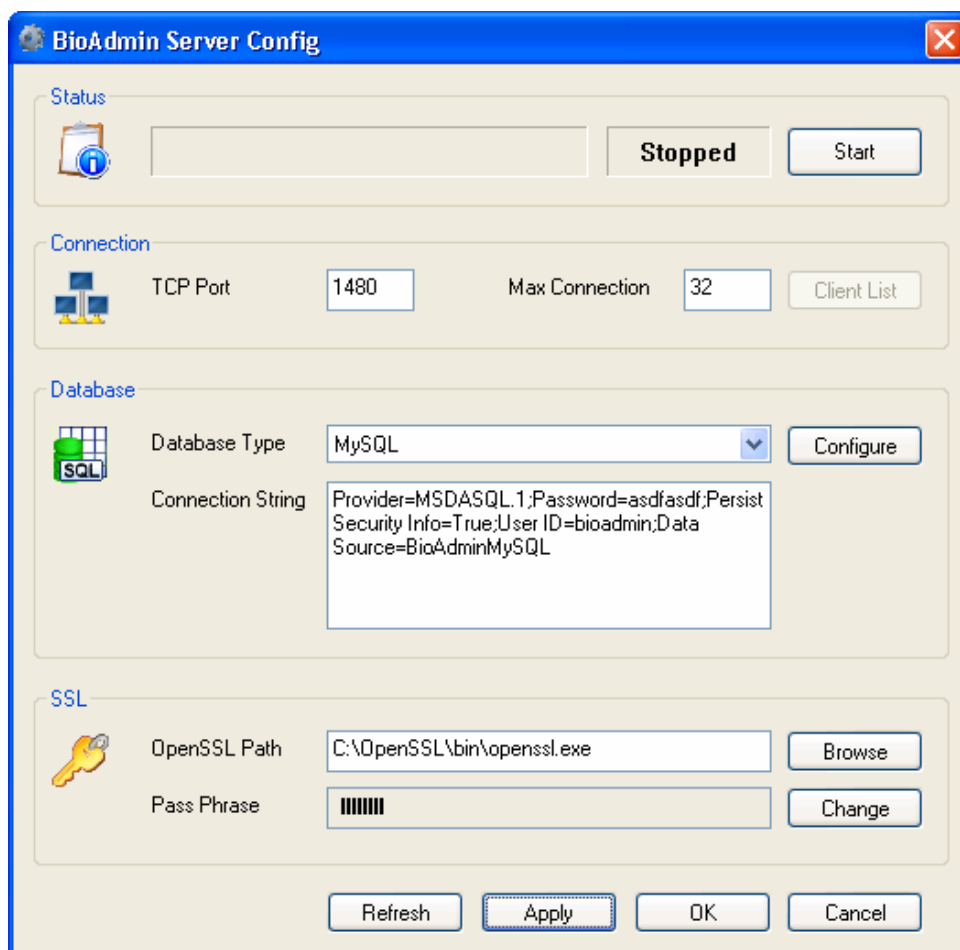 BioAdmin Server Config
Status
Stopped
Start
Connection
TCP Port
1480
Max Connection
32
Client List
Database
SQL
Database Type
MySQL
Configure
Connection String
Provider=MSDASQL.1;Password=asdfasdf;Persist
Security Info=True;User ID=bioadmin;Data
Source=BioAdminMySQL
SSL
OpenSSL Path
C:\OpenSSL\bin\openssl.exe
Browse
Pass Phrase
Change
Refresh
Apply
OK
Cancel